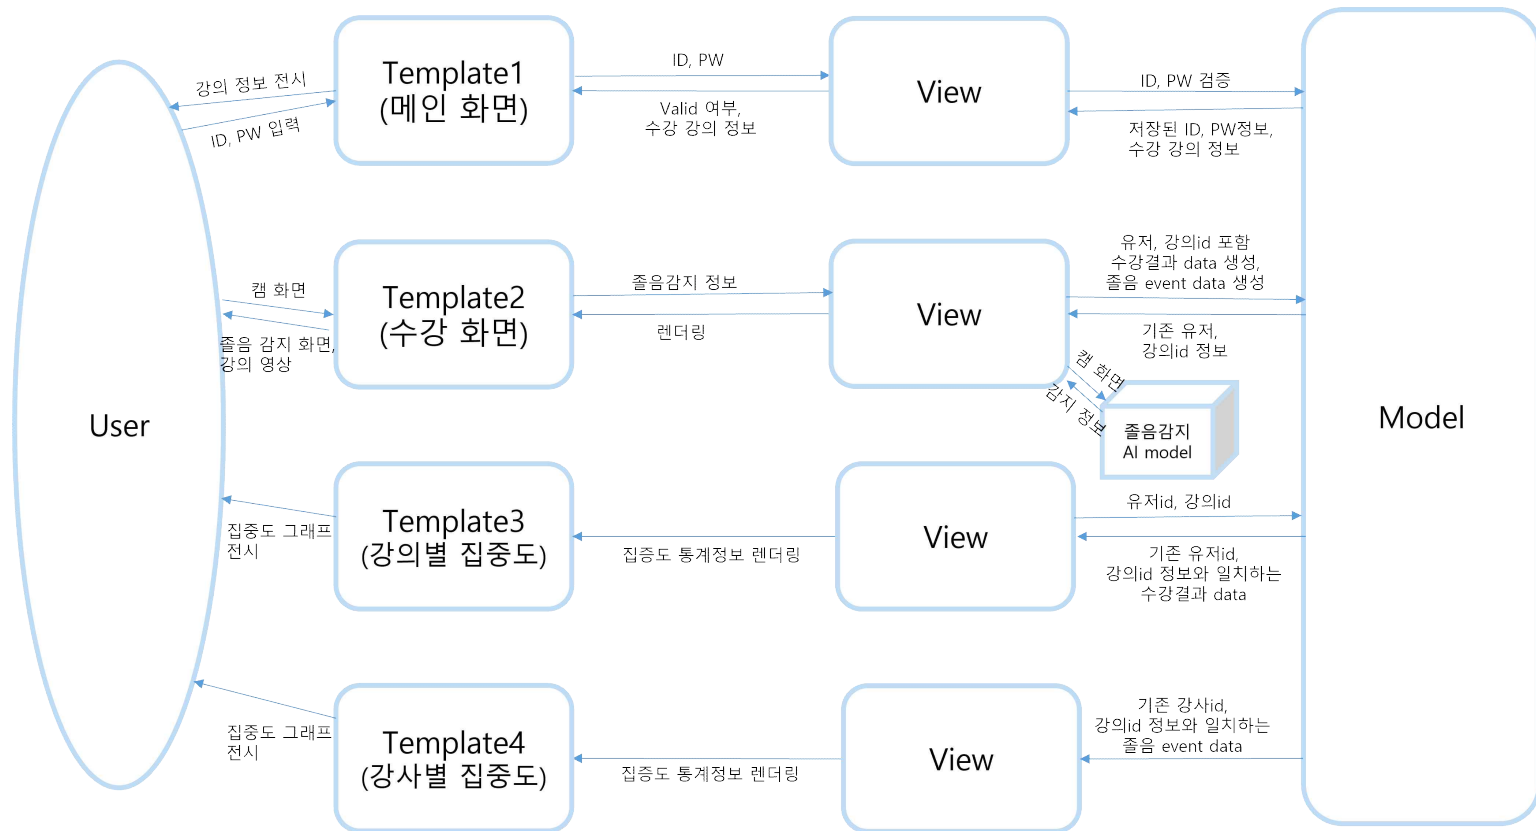 강의 정보 전시
ID, PW 입력
Template1
(메인 화면)
ID, PW
Valid 여부,
수강 강의 정보
View
ID, PW 검증
저장된 ID, PW정보,
수강 강의 정보
캠 화면
졸음 감지 화면,
강의 영상
Template2
(수강 화면)
졸음감지 정보
렌더링
View
유저, 강의id 포함
수강결과 data 생성,
졸음 event data 생성
기존 유저,
강의id 정보
캠 화면
감지 정보
졸음감지
AI model
User
Model
집중도 그래프
전시
Template3
(강의별 집중도)
집증도 통계정보 렌더링
View
유저id, 강의id
기존 유저id,
강의id 정보와 일치하는
수강결과 data
집중도 그래프
전시
Template4
(강사별 집중도)
집증도 통계정보 렌더링
View
기존 강사id,
강의id 정보와 일치하는
졸음 event data